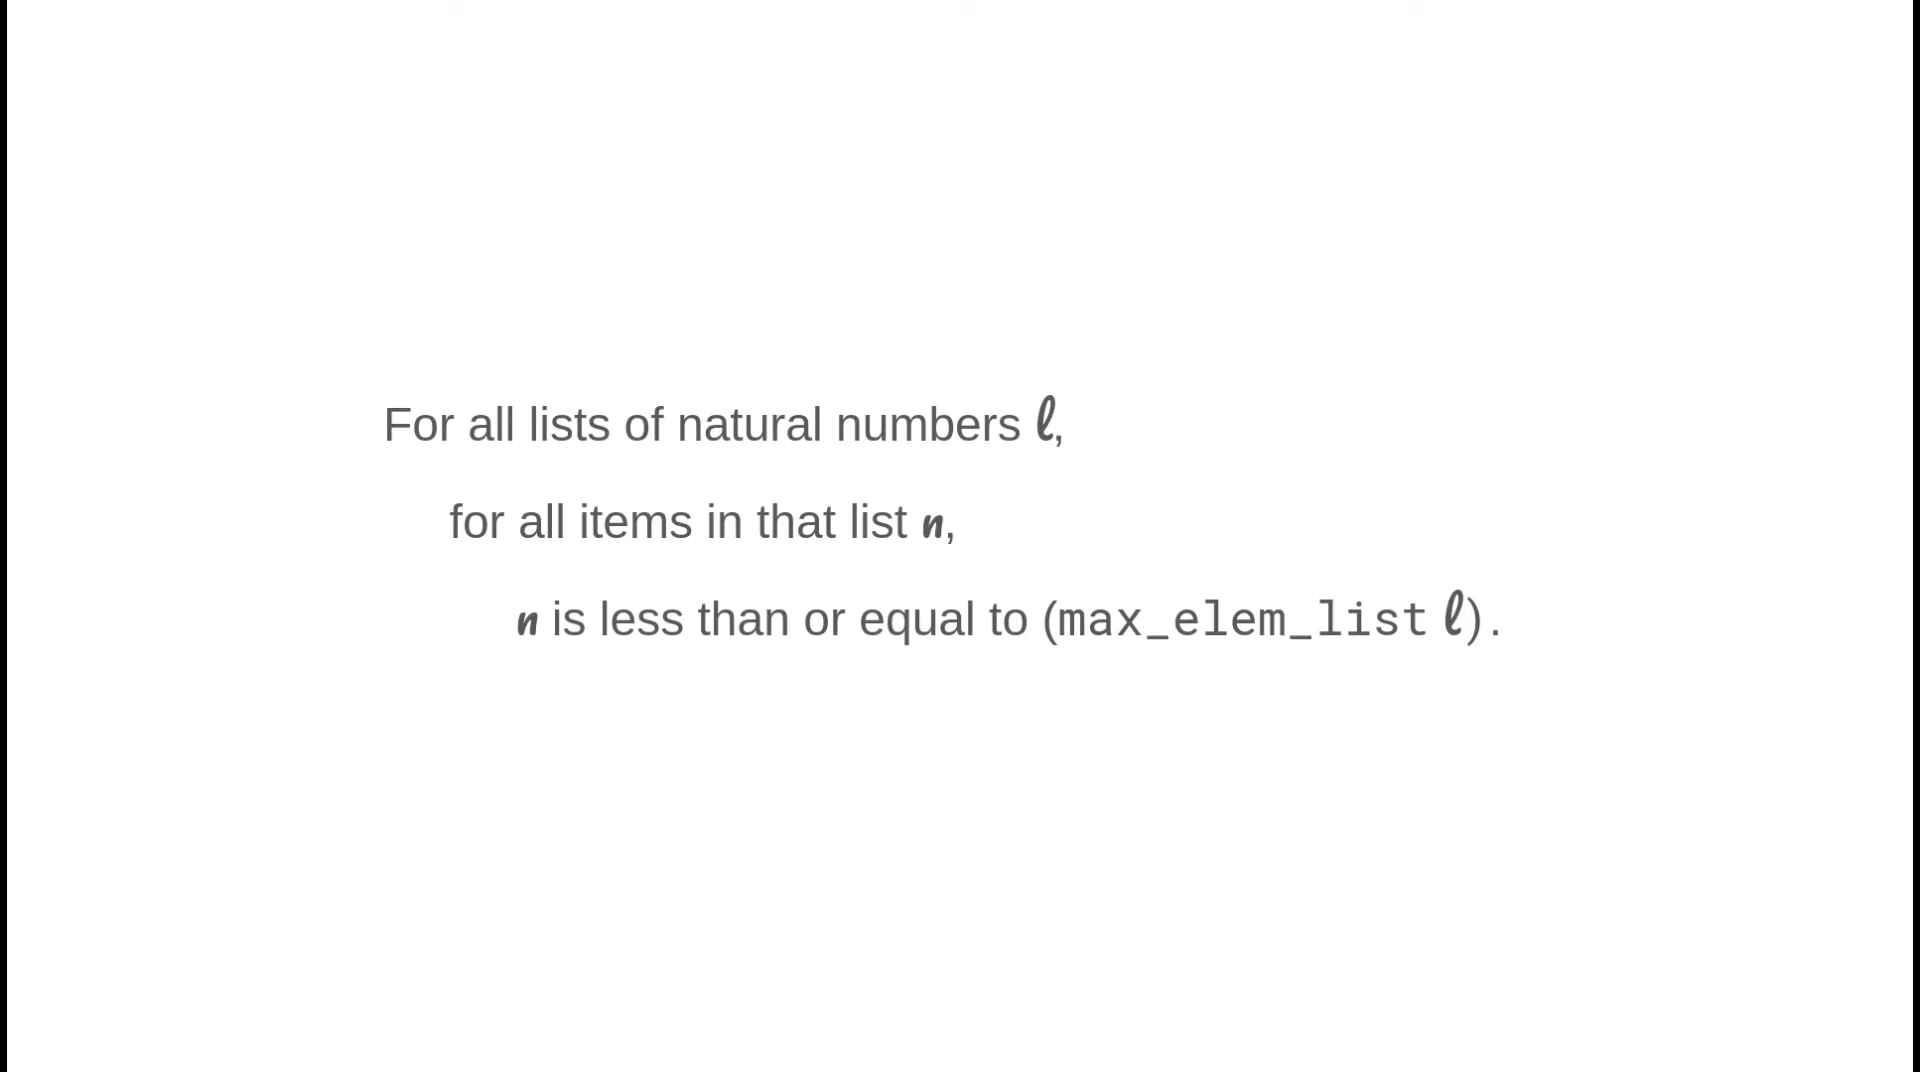 For all lists of natural numbers ℓ,
for all items in that list n,
n is less than or equal to (max_elem_list ℓ).